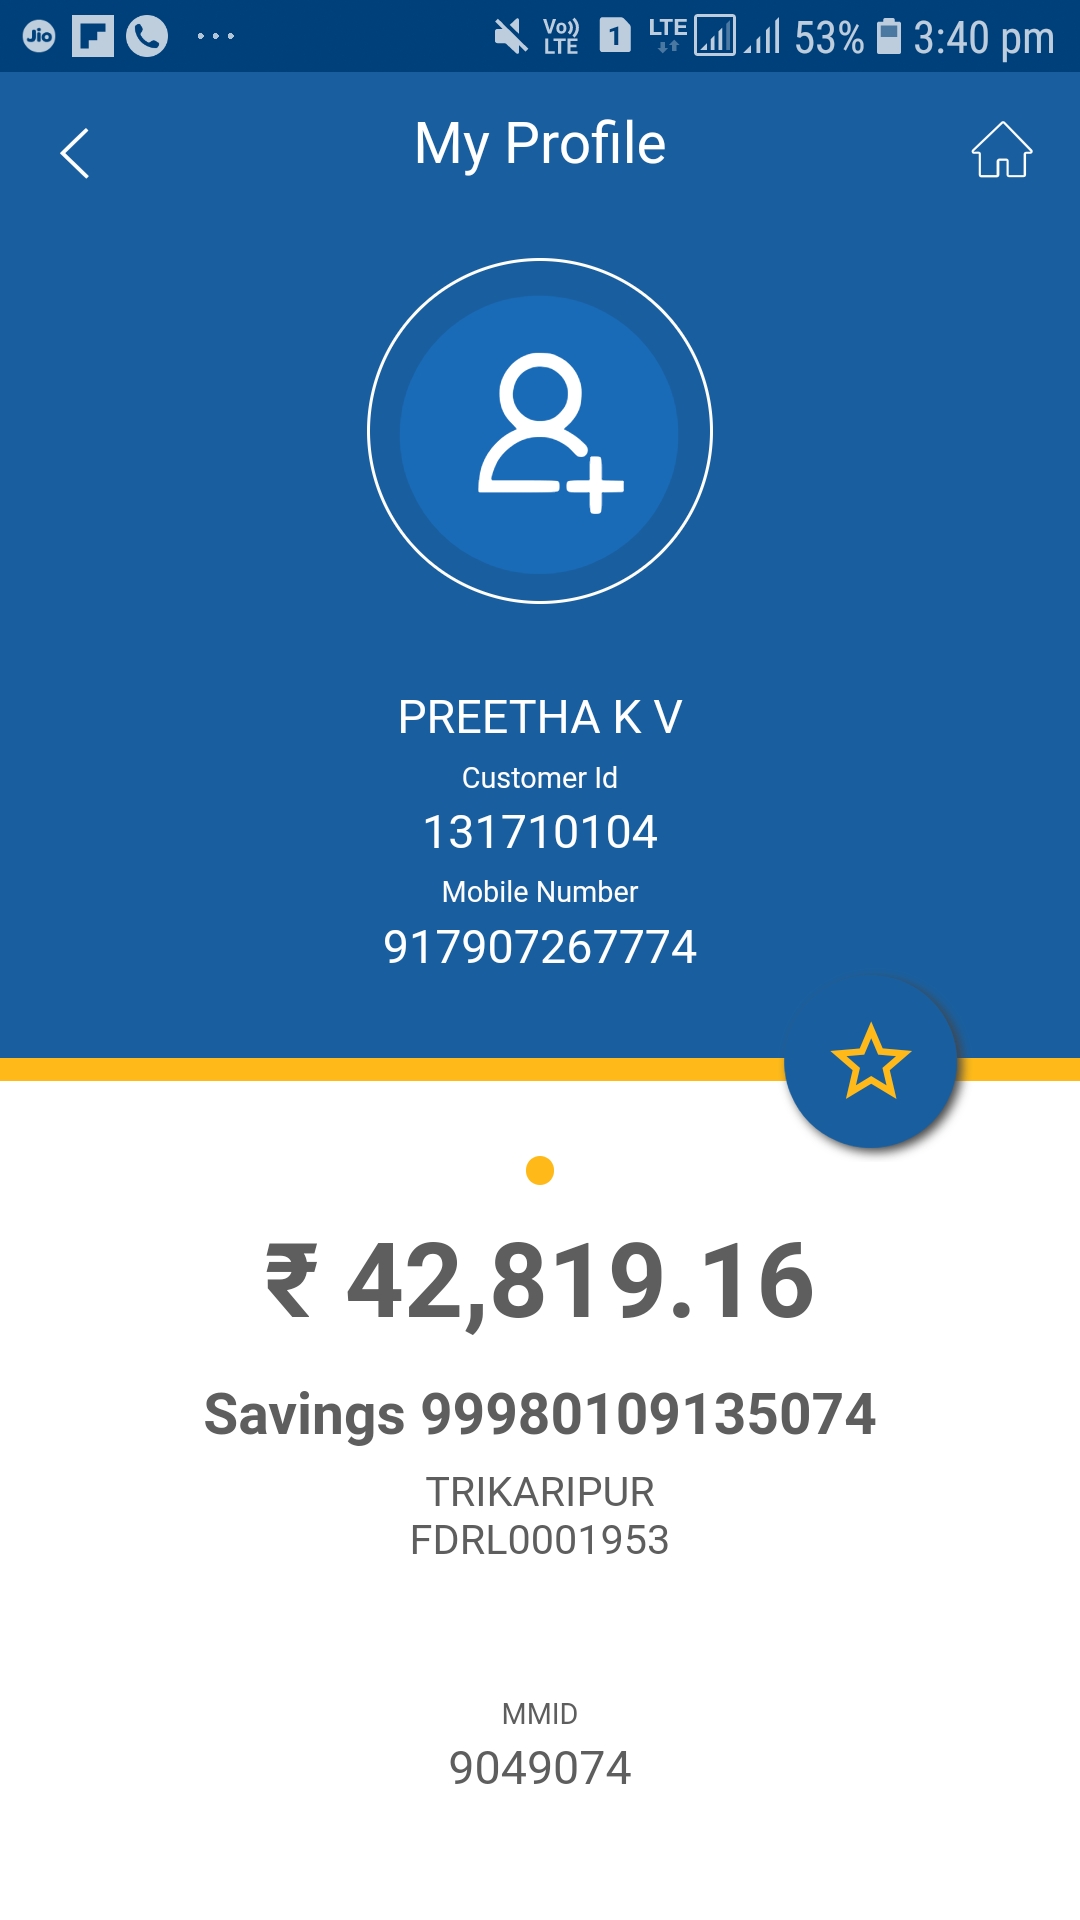 Jio Vo)) LTE 1 LTE 53% 3:40 pm
My Profile
PREETHA K V
Customer Id
131710104
Mobile Number
917907267774
₹ 42,819.16
Savings 99980109135074
TRIKARIPUR
FDRL0001953
MMID
9049074